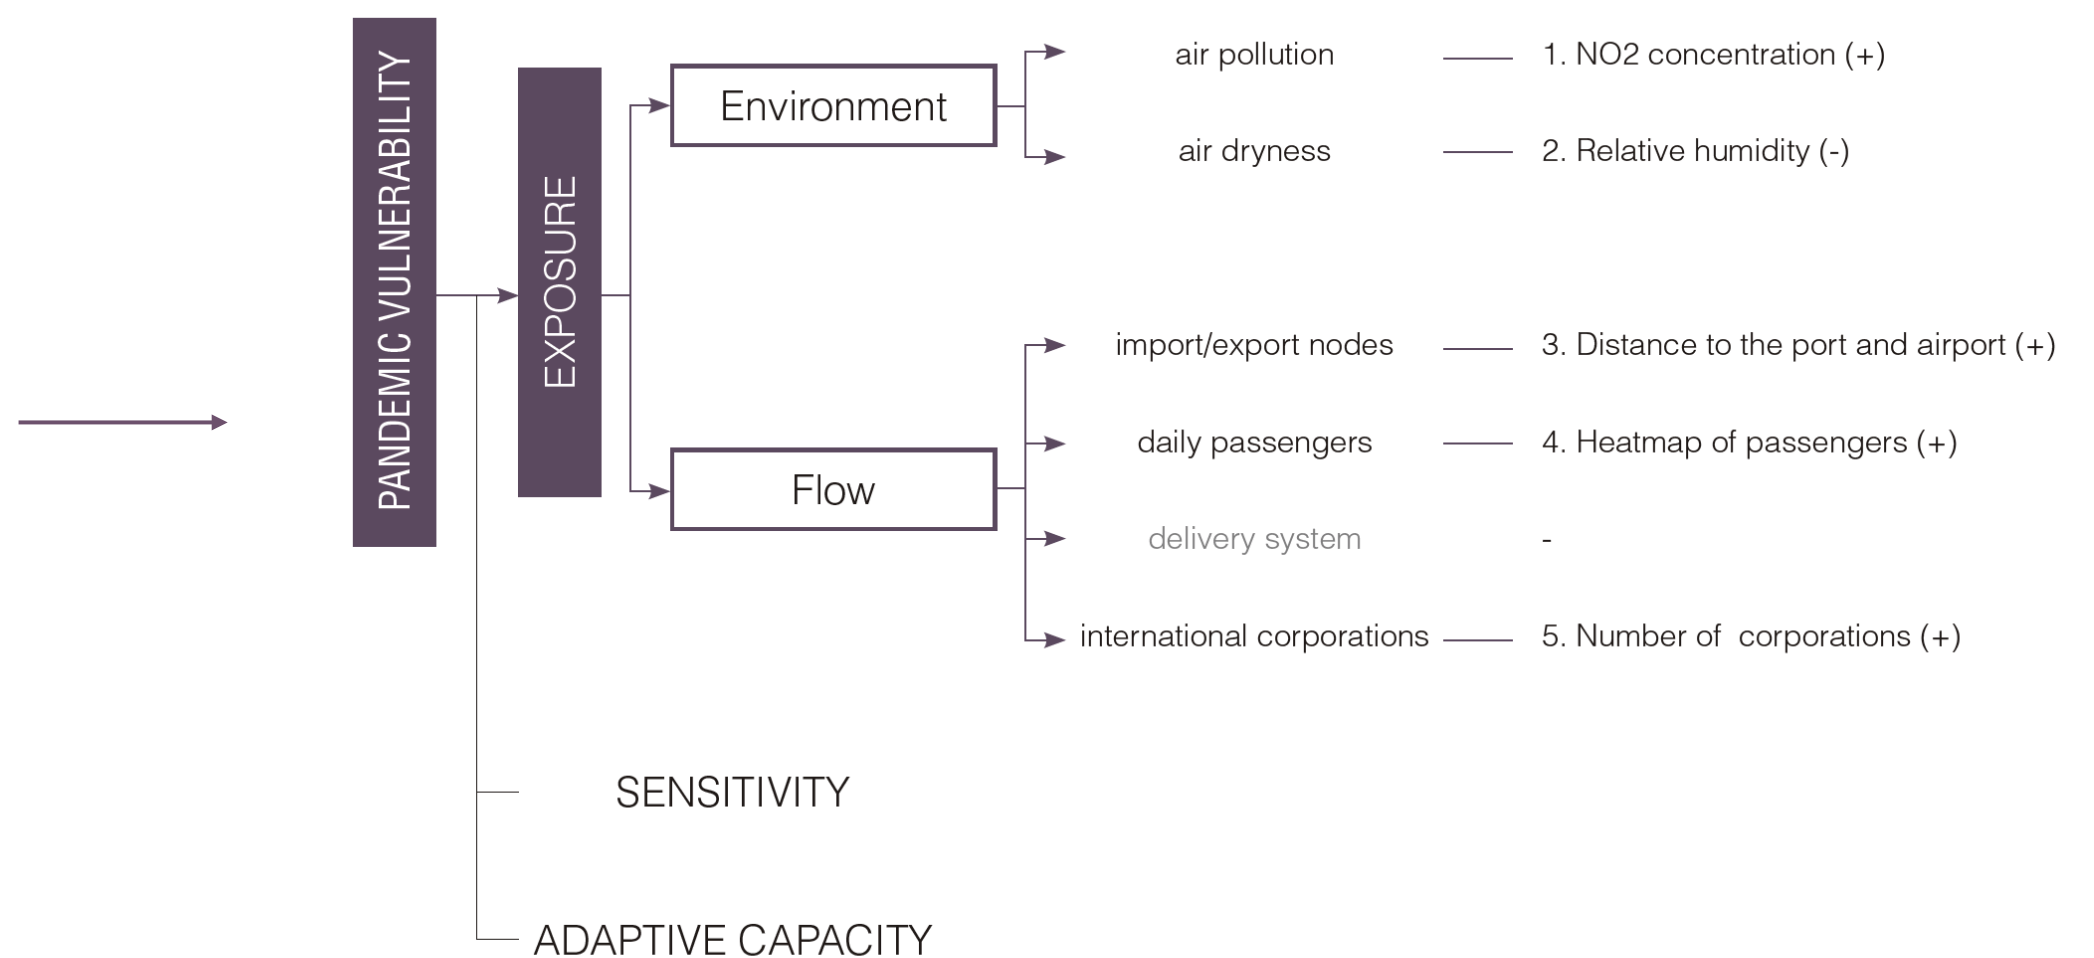 PANDEMIC VULNERABILITY
EXPOSURE
Environment
air pollution
1. NO2 concentration (+)
air dryness
2. Relative humidity (-)
Flow
import/export nodes
3. Distance to the port and airport (+)
daily passengers
4. Heatmap of passengers (+)
delivery system
-
international corporations
5. Number of  corporations (+)
SENSITIVITY
ADAPTIVE CAPACITY